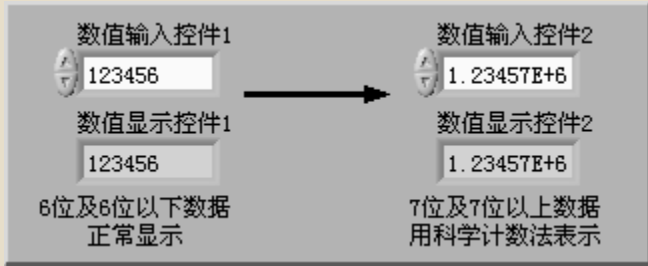 数值输入控件1
123456
数值显示控件1
123456
6位及6位以下数据
正常显示
数值输入控件2
1.23457E+6
数值显示控件2
1.23457E+6
7位及7位以上数据
用科学计数法表示